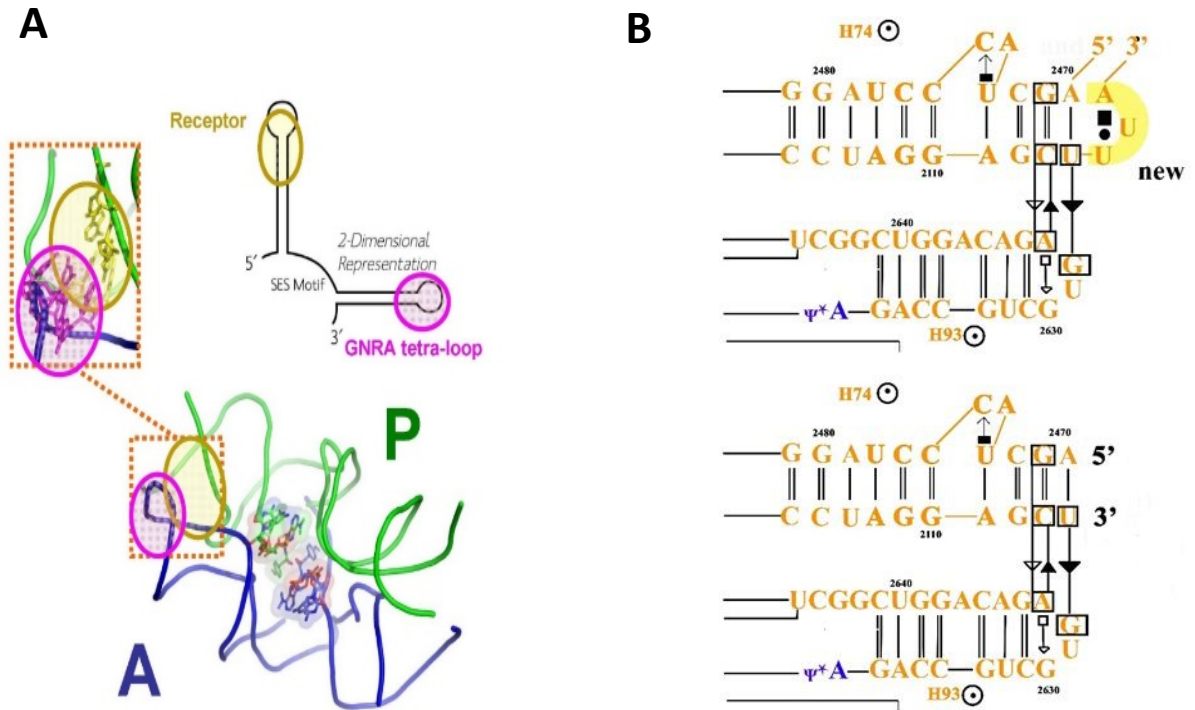 A
Receptor
2-Dimensional
Representation
5′
SES Motif
3′
GNRA tetra-loop
P
A
B
H74
C A
5’ 3’
2480
2470
G G A U C C U C G A A
U
C C U A G G A G C U U
new
2110
2640
U C G G C U G G A C A G A
G
U
ψ* A G A C C G U C G
H93
2630
H74
C A
2480
2470
G G A U C C U C G A 5’
C C U A G G A G C U 3’
2110
2640
U C G G C U G G A C A G A
G
U
ψ* A G A C C G U C G
H93
2630